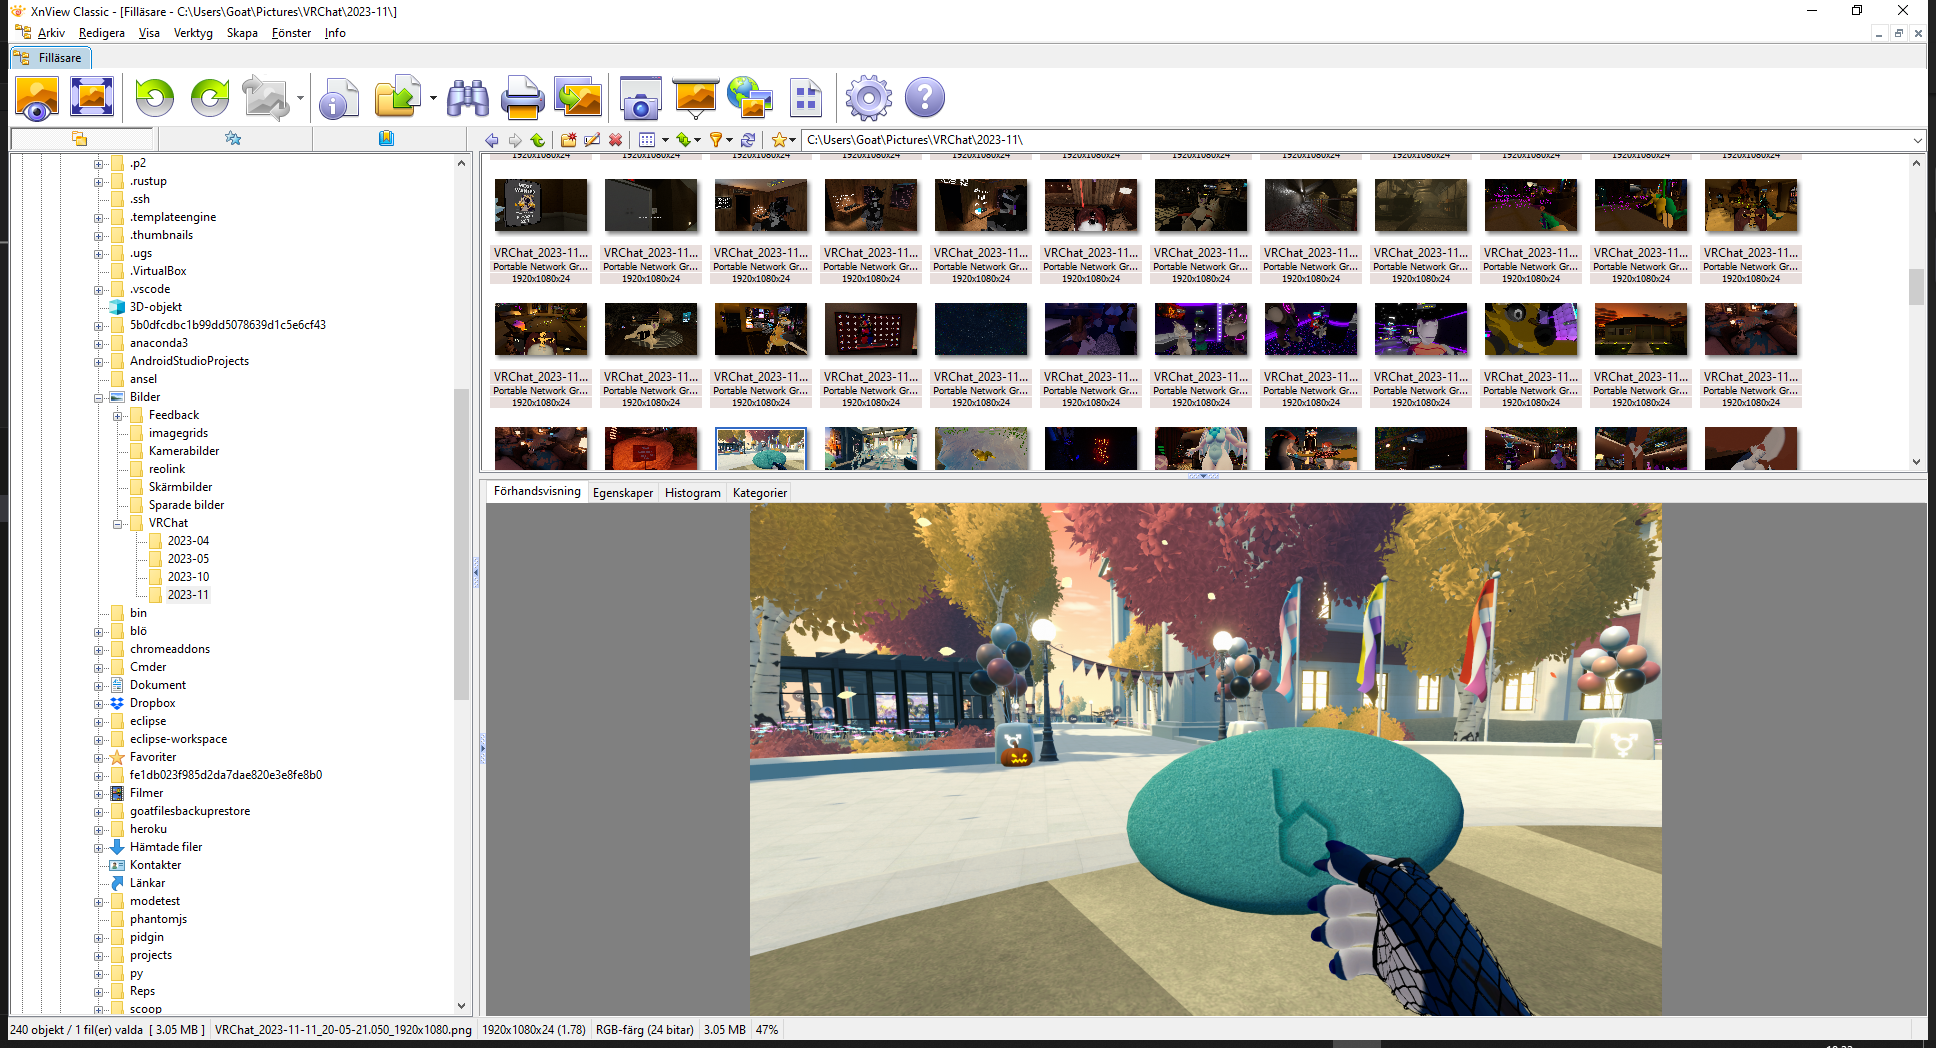 XnView Classic - [Filläsare - C:\Users\Goat\Pictures\VRChat\2023-11\]
Arkiv Redigera Visa Verktyg Skapa Fönster Info
Filläsare
C:\Users\Goat\Pictures\VRChat\2023-11\
.p2
.rustup
.ssh
.templateengine
.thumbnails
.ugs
.VirtualBox
.vscode
3D-objekt
5b0dfcdbc1b99dd5078639d1c5e6cf43
anaconda3
AndroidStudioProjects
ansel
Bilder
Feedback
imagegrids
Kamerabilder
reolink
Skärmbilder
Sparade bilder
VRChat
2023-04
2023-05
2023-10
2023-11
bin
blö
chromeaddons
Cmder
Dokument
Dropbox
eclipse
eclipse-workspace
Favoriter
fe1db023f985d2da7dae820e3e8fe8b0
Filmer
goatfilesbackuprestore
heroku
Hämtade filer
Kontakter
Länkar
modetest
phantomjs
pidgin
projects
py
Reps
scoop
1920x1080x24 1920x1080x24 1920x1080x24 1920x1080x24 1920x1080x24 1920x1080x24 1920x1080x24 1920x1080x24 1920x1080x24 1920x1080x24 1920x1080x24 1920x1080x24
VRChat_2023-11... VRChat_2023-11... VRChat_2023-11... VRChat_2023-11... VRChat_2023-11... VRChat_2023-11... VRChat_2023-11... VRChat_2023-11... VRChat_2023-11... VRChat_2023-11... VRChat_2023-11... VRChat_2023-11...
Portable Network Gr... Portable Network Gr... Portable Network Gr... Portable Network Gr... Portable Network Gr... Portable Network Gr... Portable Network Gr... Portable Network Gr... Portable Network Gr... Portable Network Gr... Portable Network Gr... Portable Network Gr...
1920x1080x24 1920x1080x24 1920x1080x24 1920x1080x24 1920x1080x24 1920x1080x24 1920x1080x24 1920x1080x24 1920x1080x24 1920x1080x24 1920x1080x24 1920x1080x24
VRChat_2023-11... VRChat_2023-11... VRChat_2023-11... VRChat_2023-11... VRChat_2023-11... VRChat_2023-11... VRChat_2023-11... VRChat_2023-11... VRChat_2023-11... VRChat_2023-11... VRChat_2023-11... VRChat_2023-11...
Portable Network Gr... Portable Network Gr... Portable Network Gr... Portable Network Gr... Portable Network Gr... Portable Network Gr... Portable Network Gr... Portable Network Gr... Portable Network Gr... Portable Network Gr... Portable Network Gr... Portable Network Gr...
1920x1080x24 1920x1080x24 1920x1080x24 1920x1080x24 1920x1080x24 1920x1080x24 1920x1080x24 1920x1080x24 1920x1080x24 1920x1080x24 1920x1080x24 1920x1080x24
Förhandsvisning Egenskaper Histogram Kategorier
240 objekt / 1 fil(er) valda [ 3.05 MB ] VRChat_2023-11-11_20-05-21.050_1920x1080.png 1920x1080x24 (1.78) RGB-färg (24 bitar) 3.05 MB 47%